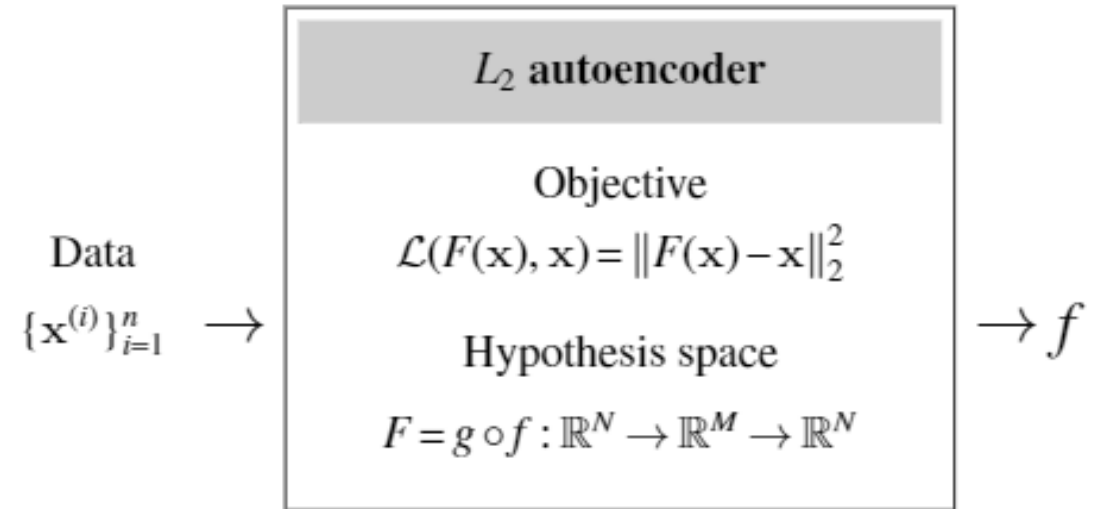 L₂ autoencoder
Objective
ℒ(F(x), x) = ‖F(x) − x‖₂²
Data
{x⁽ⁱ⁾}ⁿᵢ₌₁ → → f
Hypothesis space
F = g ∘ f : ℝᴺ → ℝᴹ → ℝᴺ